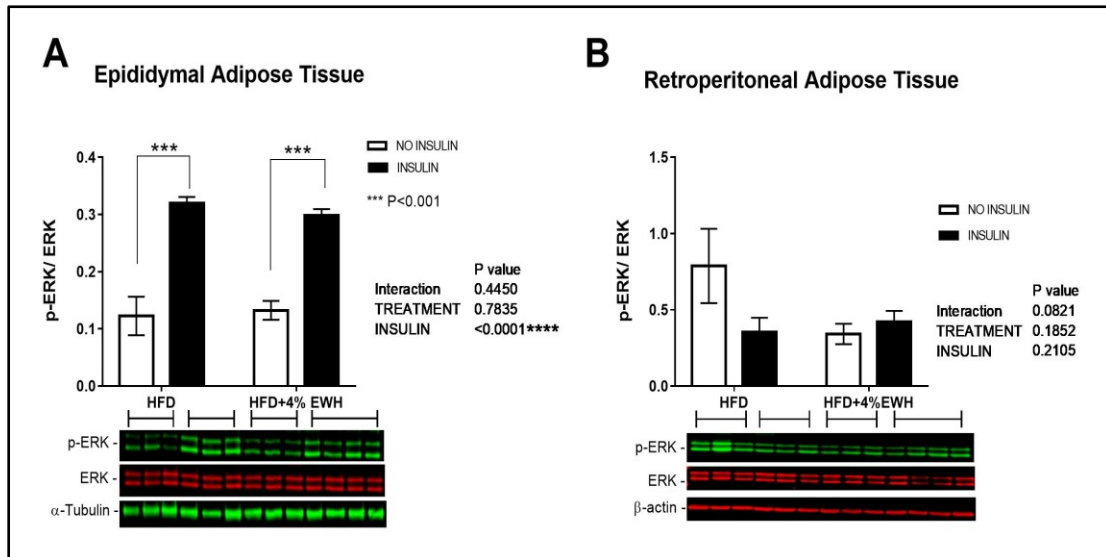 A
Epididymal Adipose Tissue
NO INSULIN
INSULIN
*** P<0.001
***
***
0.4
0.3
0.2
0.1
0.0
p-ERK/ ERK
P value
Interaction 0.4450
TREATMENT 0.7835
INSULIN <0.0001****
HFD HFD+4% EWH
p-ERK -
ERK -
α-Tubulin -
B
Retroperitoneal Adipose Tissue
1.5
1.0
0.5
0.0
p-ERK/ ERK
NO INSULIN
INSULIN
P value
Interaction 0.0821
TREATMENT 0.1852
INSULIN 0.2105
HFD HFD+4%EWH
p-ERK -
ERK -
β-actin -